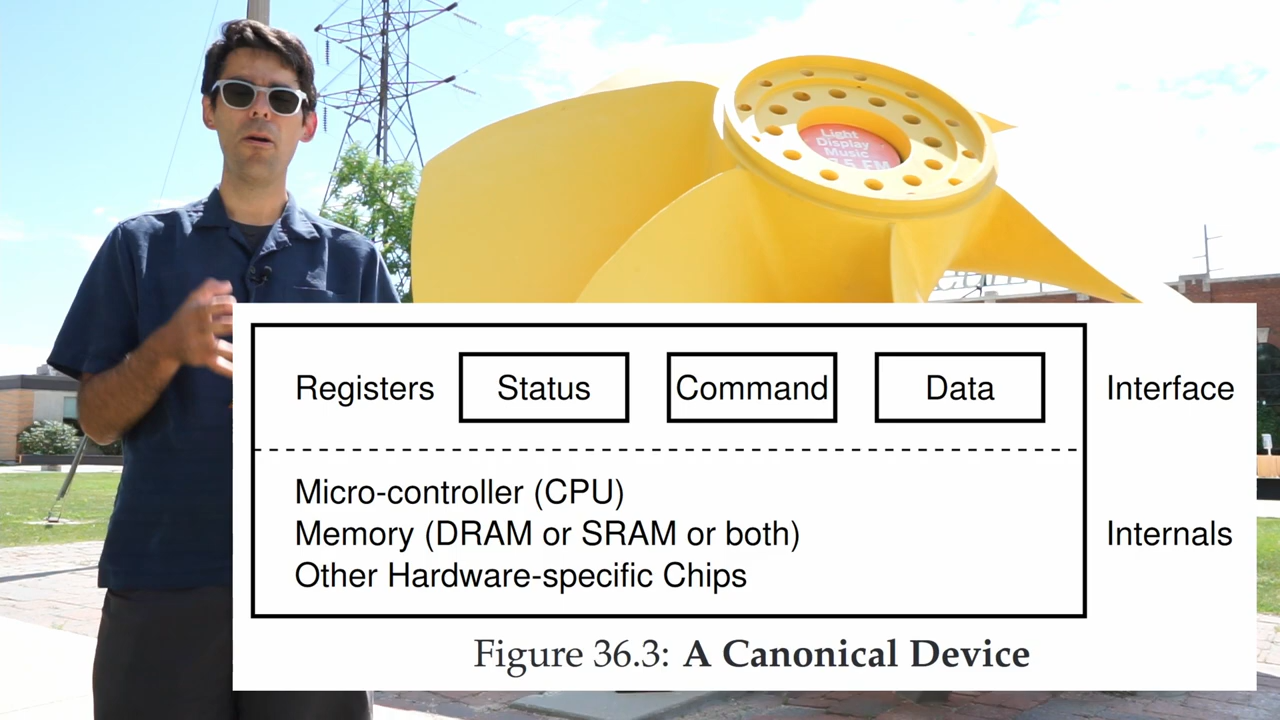 Light
Display
Music
Registers Status Command Data Interface
Micro-controller (CPU)
Memory (DRAM or SRAM or both) Internals
Other Hardware-specific Chips
Figure 36.3: A Canonical Device